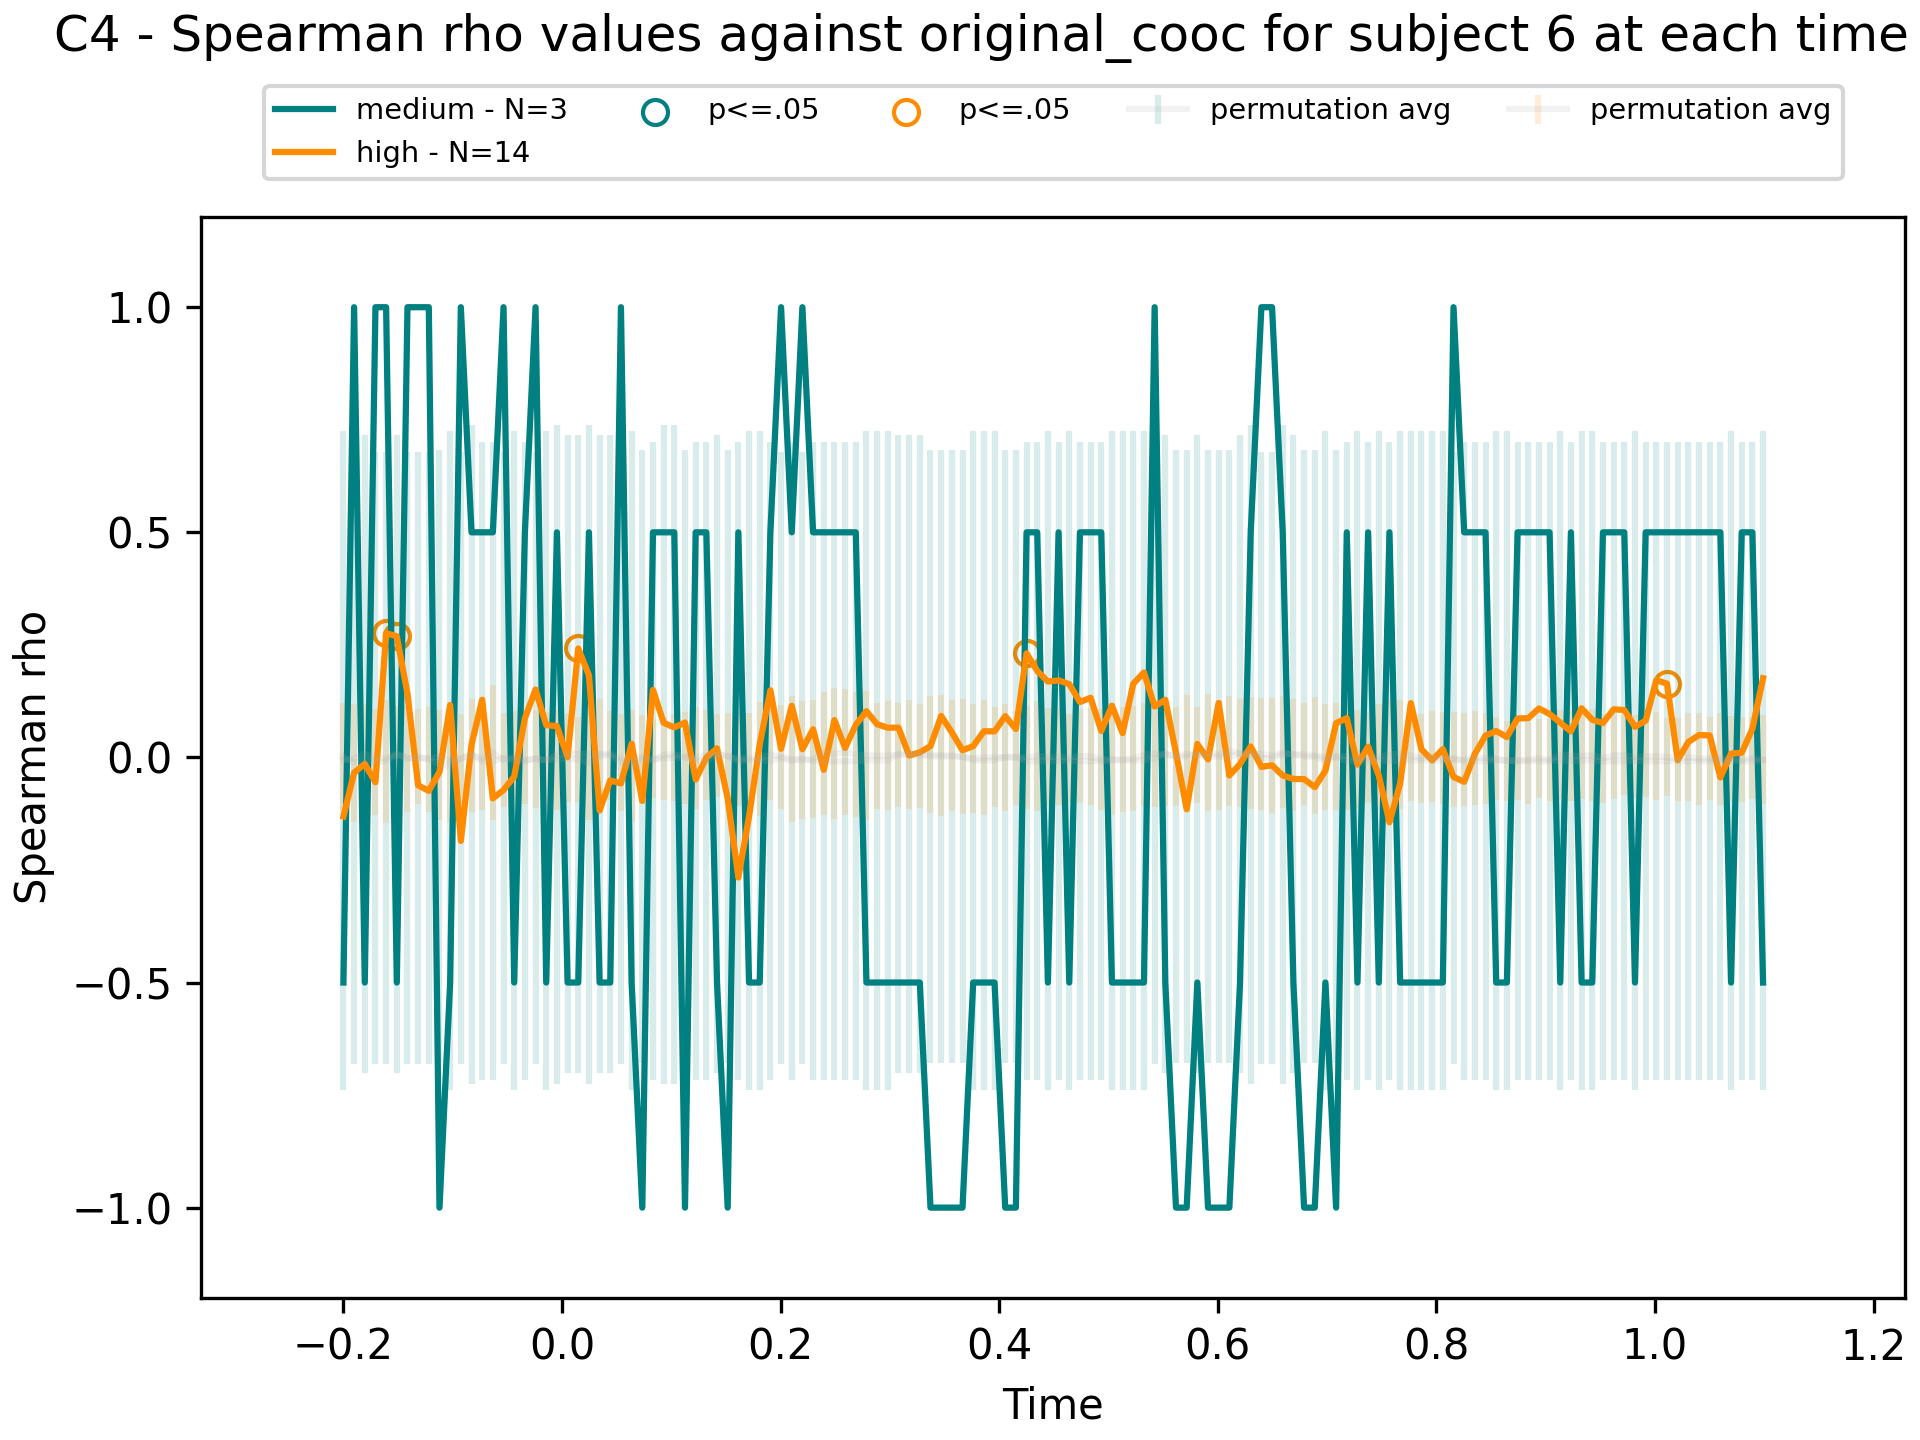 C4 - Spearman rho values against original_cooc for subject 6 at each time
medium - N=3
high - N=14
p<=.05
p<=.05
permutation avg
permutation avg
1.0
0.5
0.0
−0.5
−1.0
Spearman rho
−0.2 0.0 0.2 0.4 0.6 0.8 1.0 1.2
Time